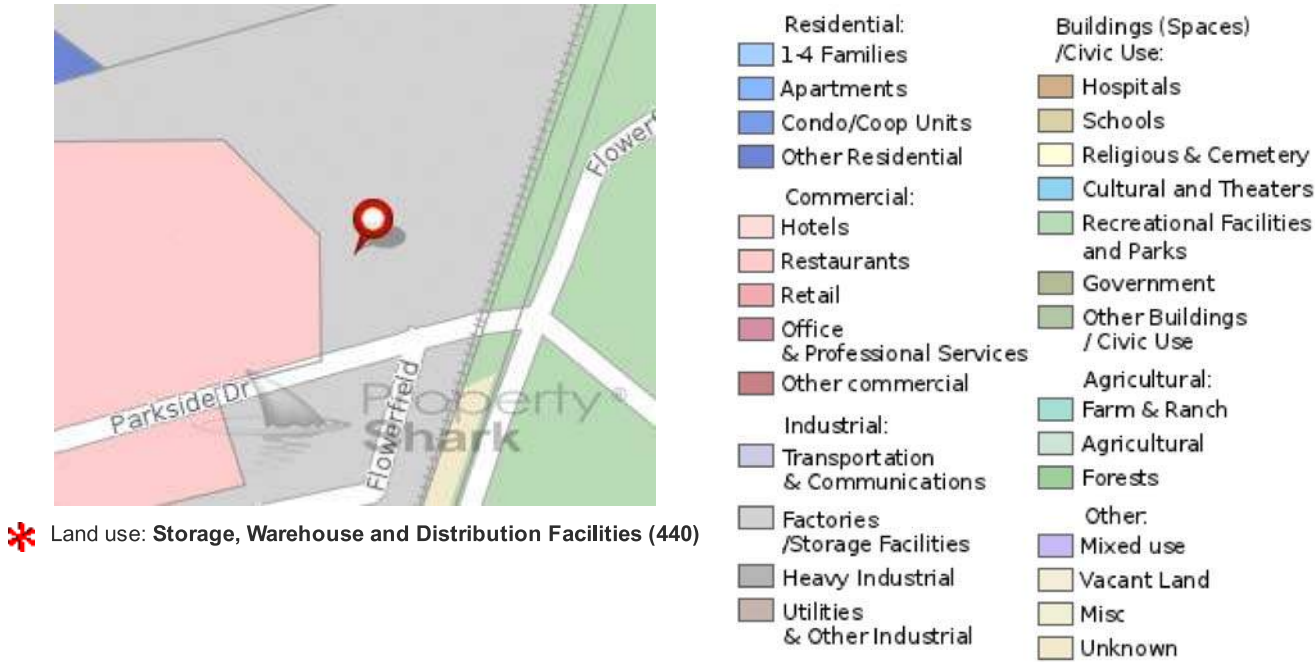 Flowerf
Parkside Dr
Flowerfield
Property®
Shark
Land use: Storage, Warehouse and Distribution Facilities (440)
Residential:
1-4 Families
Apartments
Condo/Coop Units
Other Residential
Commercial:
Hotels
Restaurants
Retail
Office
& Professional Services
Other commercial
Industrial:
Transportation
& Communications
Factories
/Storage Facilities
Heavy Industrial
Utilities
& Other Industrial
Buildings (Spaces)
/Civic Use:
Hospitals
Schools
Religious & Cemetery
Cultural and Theaters
Recreational Facilities
and Parks
Government
Other Buildings
/ Civic Use
Agricultural:
Farm & Ranch
Agricultural
Forests
Other:
Mixed use
Vacant Land
Misc
Unknown